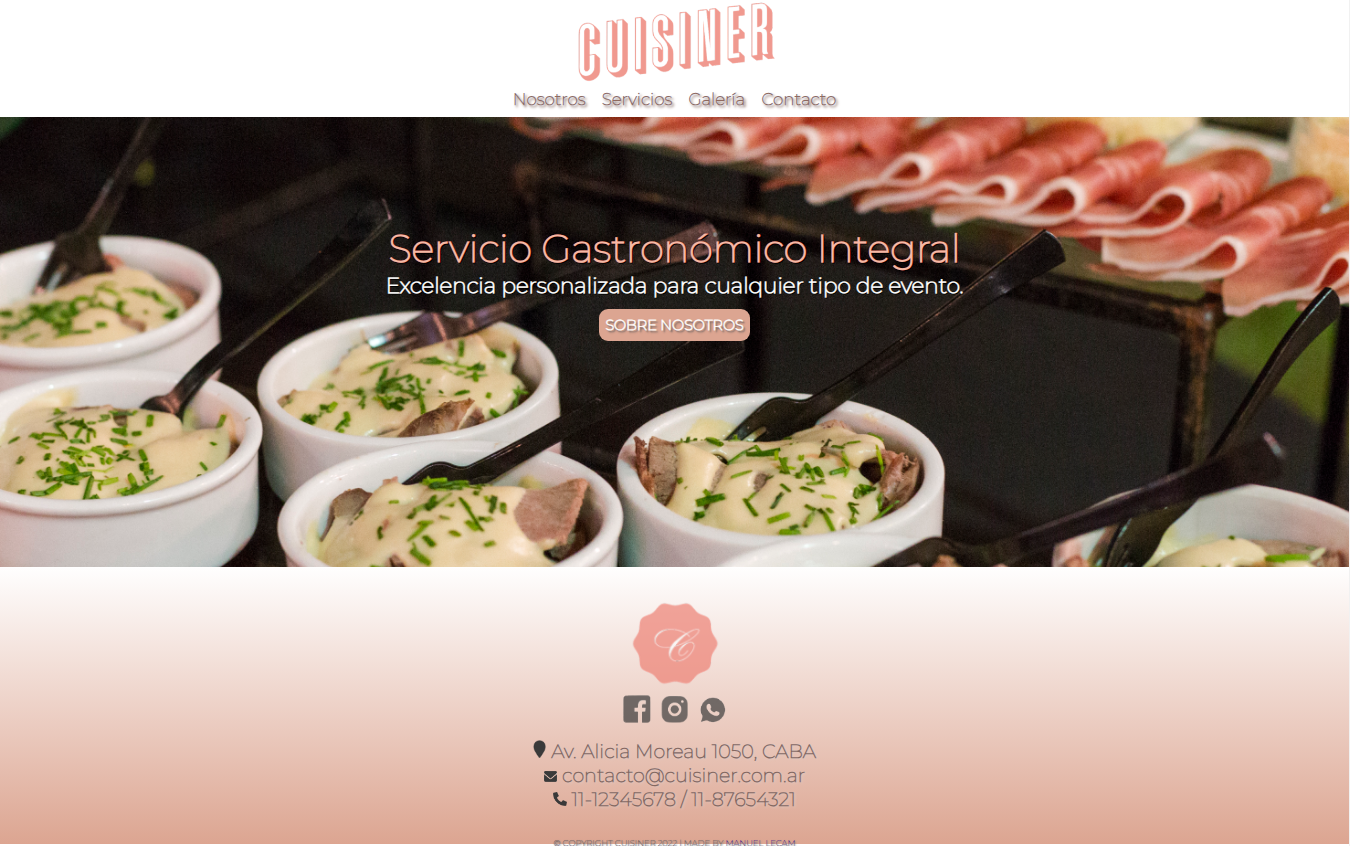 CUISINER
Nosotros Servicios Galería Contacto
Servicio Gastronómico Integral
Excelencia personalizada para cualquier tipo de evento.
SOBRE NOSOTROS
C
Av. Alicia Moreau 1050, CABA
contacto@cuisiner.com.ar
11-12345678 / 11-87654321
© COPYRIGHT CUISINER 2022 | MADE BY MANUEL LECAM